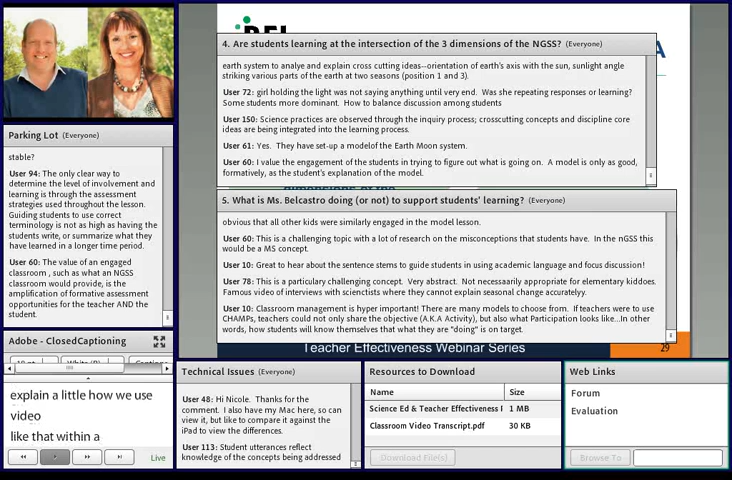 4. Are students learning at the intersection of the 3 dimensions of the NGSS? (Everyone)
earth system to analye and explain cross cutting ideas--orientation of earth's axis with the sun, sunlight angle
striking various parts of the earth at two seasons (position 1 and 3).
User 72: girl holding the light was not saying anything until very end. Was she repeating responses or learning?
Some students more dominant. How to balance discussion among students
User 150: Science practices are observed through the inquiry process; crosscutting concepts and discipline core
ideas are being integrated into the learning process.
User 61: Yes. They have set-up a modelof the Earth Moon system.
User 60: I value the engagement of the students in trying to figure out what is going on. A model is only as good,
formatively, as the student's explanation of the model.
5. What is Ms. Belcastro doing (or not) to support students' learning? (Everyone)
obvious that all other kids were similarly engaged in the model lesson.
User 60: This is a challenging topic with a lot of research on the misconceptions that students have. In the nGSS this
would be a MS concept.
User 10: Great to hear about the sentence stems to guide students in using academic language and focus discussion!
User 78: This is a particulary challenging concept. Very abstract. Not necessarily appropriate for elementary kiddoes.
Famous video of interviews with scienctists where they cannot explain seasonal change accurateyy.
User 10: Classroom management is hyper important! There are many models to choose from. If teachers were to use
CHAMPs, teachers could not only share the objective (A.K.A Activity), but also what Participation looks like...In other
words, how students will know themselves that what they are "doing" is on target.
Teacher Effectiveness Webinar Series
29
Parking Lot (Everyone)
stable?
User 94: The only clear way to
determine the level of involvement and
learning is through the assessment
strategies used throughout the lesson.
Guiding students to use correct
terminology is not as high as having the
students write, or summarize what they
have learned in a longer time period.
User 60: The value of an engaged
classroom , such as what an NGSS
classroom would provide, is the
amplification of formative assessment
opportunities for the teacher AND the
student.
Adobe - ClosedCaptioning
explain a little how we use
video
like that within a
Live
Technical Issues (Everyone)
User 48: Hi Nicole. Thanks for the
comment. I also have my Mac here, so can
view it, but like to compare it against the
iPad to view the differences.
User 113: Student utterances reflect
knowledge of the concepts being addressed
Resources to Download
Name Size
Science Ed & Teacher Effectiveness 1 MB
Classroom Video Transcript.pdf 30 KB
Download File(s)
Web Links
Forum
Evaluation
Browse To